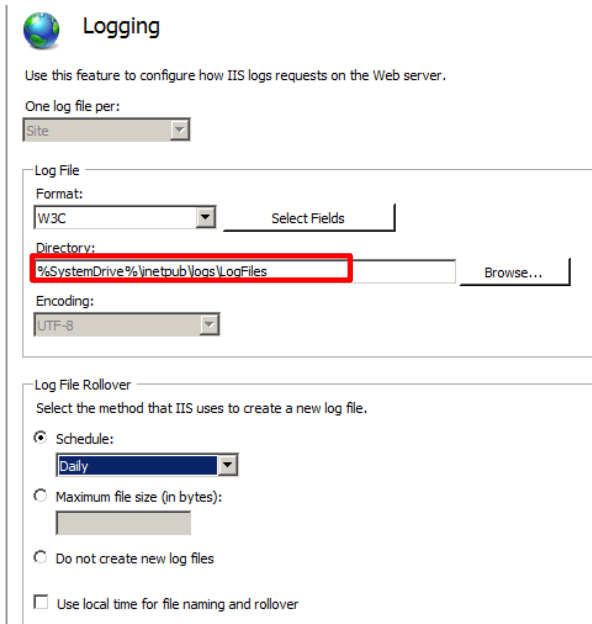 Logging
Use this feature to configure how IIS logs requests on the Web server.
One log file per:
Site
Log File
Format:
W3C
Select Fields
Directory:
%SystemDrive%\inetpub\logs\LogFiles
Browse...
Encoding:
UTF-8
Log File Rollover
Select the method that IIS uses to create a new log file.
Schedule:
Daily
Maximum file size (in bytes):
Do not create new log files
Use local time for file naming and rollover